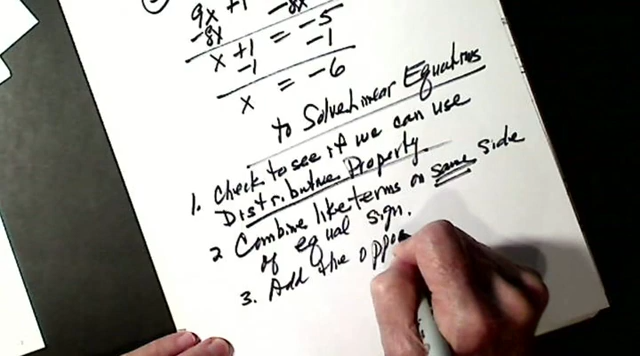 9x +1 -8x
-8x
x +1 = -5
-1 -1
x = -6
to Solve Linear Equations
1. Check to see if we can use
Distributive Property
2 Combine like terms on same side
of equal sign.
3. Add the oppo